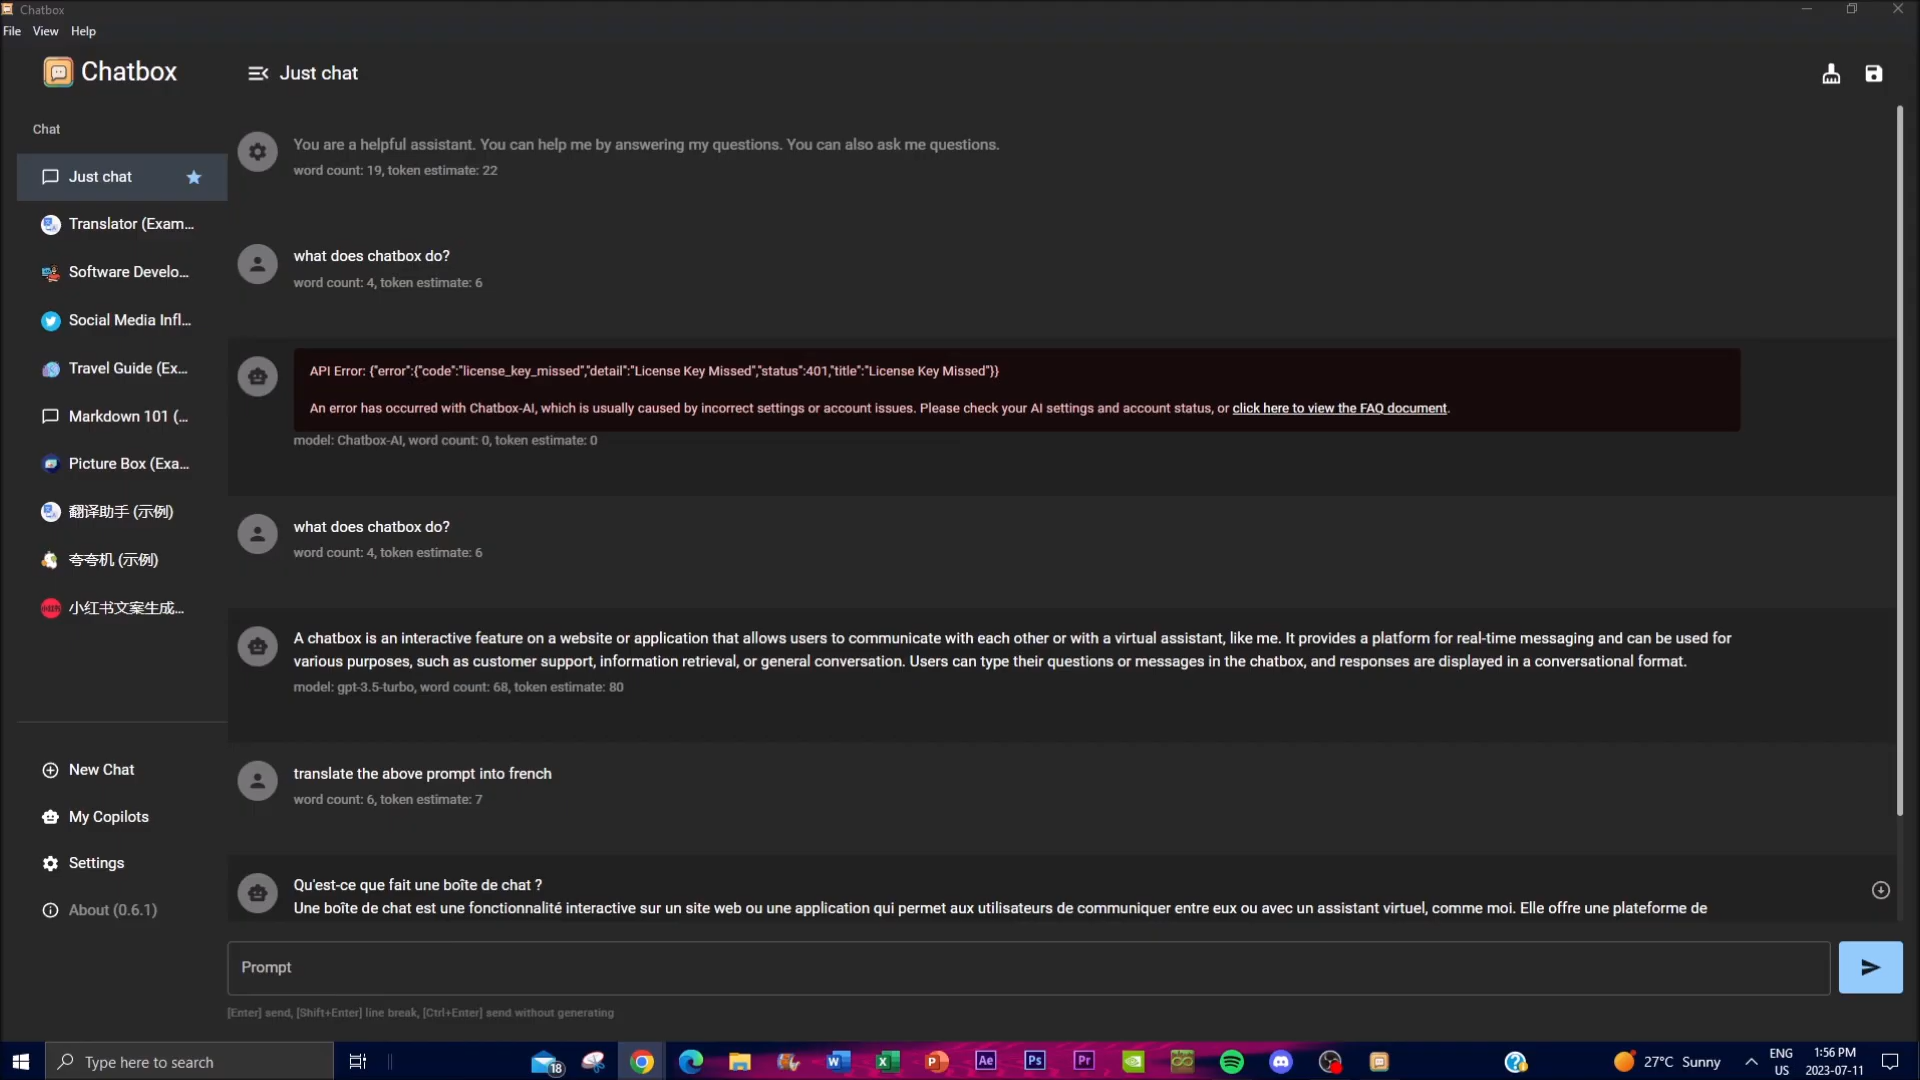 Chatbox
File View Help
Chatbox
Just chat
Chat
Just chat
Translator (Exam...
Software Develo...
Social Media Infl...
Travel Guide (Ex...
Markdown 101 (...
Picture Box (Exa...
翻译助手 (示例)
夸夸机 (示例)
小红书文案生成...
New Chat
My Copilots
Settings
About (0.6.1)
You are a helpful assistant. You can help me by answering my questions. You can also ask me questions.
word count: 19, token estimate: 22
what does chatbox do?
word count: 4, token estimate: 6
API Error: {"error":{"code":"license_key_missed","detail":"License Key Missed","status":401,"title":"License Key Missed"}}
An error has occurred with Chatbox-AI, which is usually caused by incorrect settings or account issues. Please check your AI settings and account status, or click here to view the FAQ document.
model: Chatbox-AI, word count: 0, token estimate: 0
what does chatbox do?
word count: 4, token estimate: 6
A chatbox is an interactive feature on a website or application that allows users to communicate with each other or with a virtual assistant, like me. It provides a platform for real-time messaging and can be used for
various purposes, such as customer support, information retrieval, or general conversation. Users can type their questions or messages in the chatbox, and responses are displayed in a conversational format.
model: gpt-3.5-turbo, word count: 68, token estimate: 80
translate the above prompt into french
word count: 6, token estimate: 7
Qu'est-ce que fait une boîte de chat ?
Une boîte de chat est une fonctionnalité interactive sur un site web ou une application qui permet aux utilisateurs de communiquer entre eux ou avec un assistant virtuel, comme moi. Elle offre une plateforme de
Prompt
[Enter] send, [Shift+Enter] line break, [Ctrl+Enter] send without generating
Type here to search
18
Ae
Ps
Pr
27°C Sunny
ENG
US
1:56 PM
2023-07-11